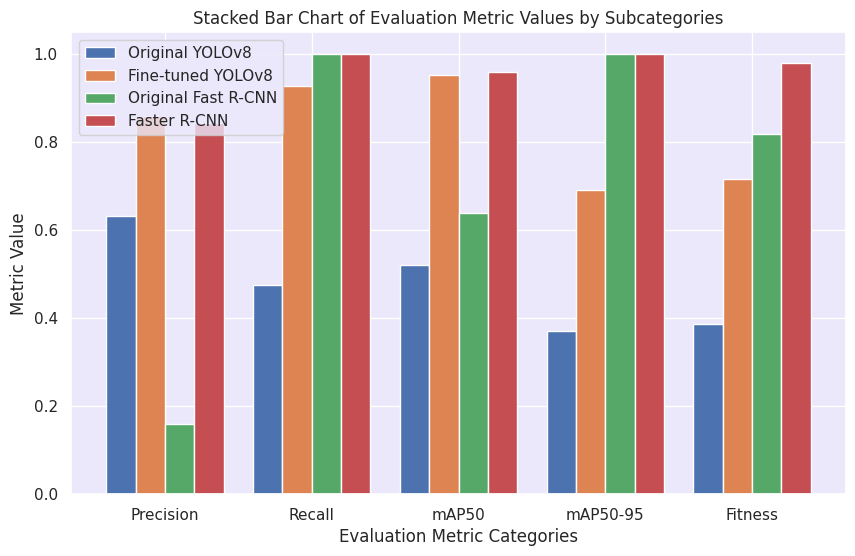 Stacked Bar Chart of Evaluation Metric Values by Subcategories
Original YOLOv8
Fine-tuned YOLOv8
Original Fast R-CNN
Faster R-CNN
1.0
0.8
0.6
0.4
0.2
0.0
Metric Value
Precision
Recall
mAP50
mAP50-95
Fitness
Evaluation Metric Categories